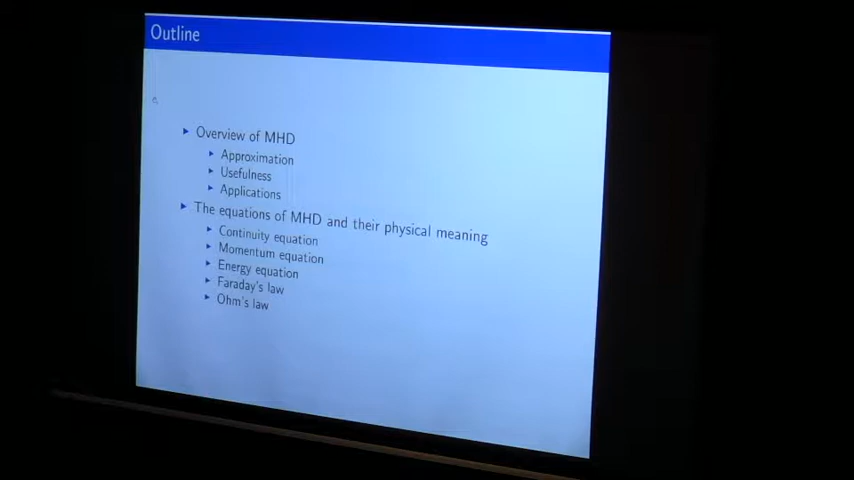 Outline
Overview of MHD
Approximation
Usefulness
Applications
The equations of MHD and their physical meaning
Continuity equation
Momentum equation
Energy equation
Faraday's law
Ohm's law